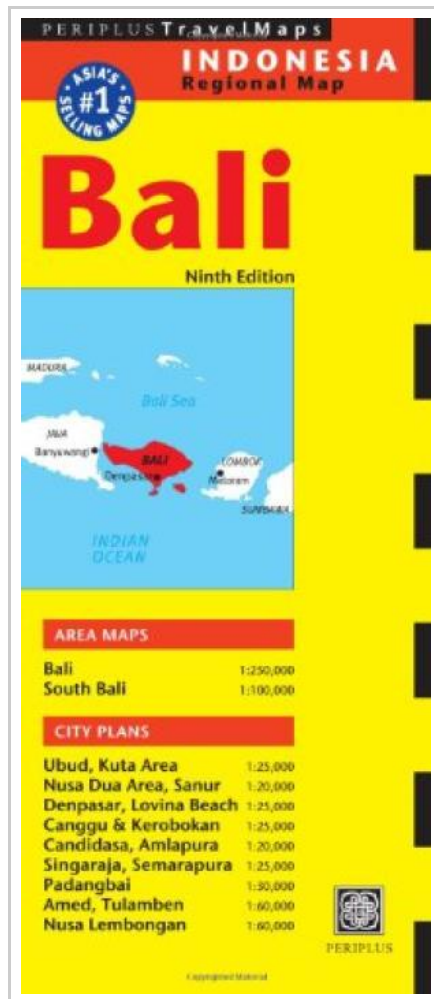 PERIPLUS TravelMaps
INDONESIA
Regional Map
ASIA'S
#1
SELLING MAPS
Bali
Ninth Edition
MADURA
Bali Sea
JAVA
Banyuwangi
BALI
LOMBOK
Denpasar
Mataram
SUMBAWA
INDIAN
OCEAN
AREA MAPS
Bali 1:250,000
South Bali 1:100,000
CITY PLANS
Ubud, Kuta Area 1:25,000
Nusa Dua Area, Sanur 1:20,000
Denpasar, Lovina Beach 1:25,000
Canggu & Kerobokan 1:25,000
Candidasa, Amlapura 1:20,000
Singaraja, Semarapura 1:25,000
Padangbai 1:30,000
Amed, Tulamben 1:60,000
Nusa Lembongan 1:60,000
PERIPLUS
Copyrighted Material